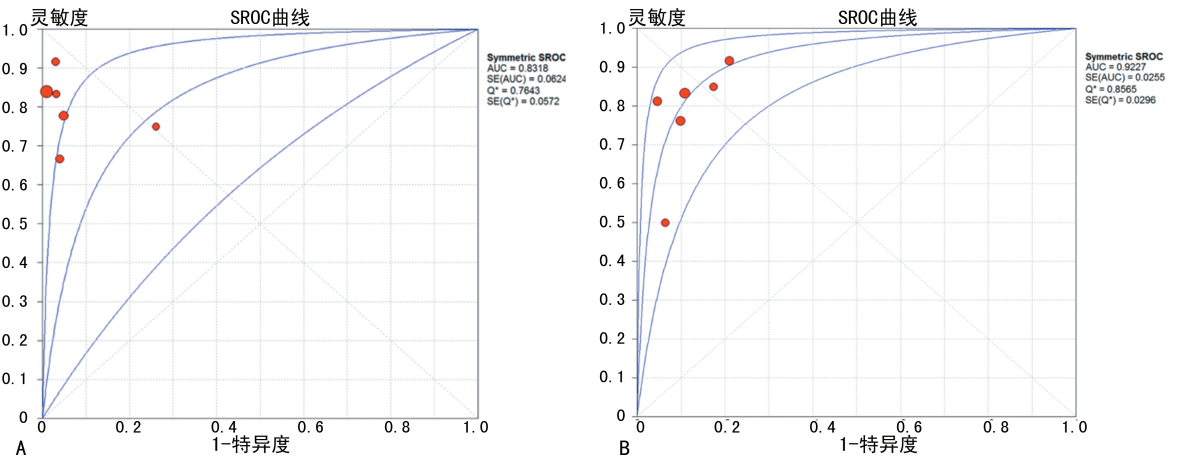 灵敏度
SROC曲线
1.0
0.9
0.8
0.7
0.6
0.5
0.4
0.3
0.2
0.1
0
0 0.2 0.4 0.6 0.8 1.0
1-特异度
A
Symmetric SROC
AUC = 0.8318
SE(AUC) = 0.0624
Q* = 0.7643
SE(Q*) = 0.0572
灵敏度
SROC曲线
1.0
0.9
0.8
0.7
0.6
0.5
0.4
0.3
0.2
0.1
0
0 0.2 0.4 0.6 0.8 1.0
1-特异度
B
Symmetric SROC
AUC = 0.9227
SE(AUC) = 0.0255
Q* = 0.8565
SE(Q*) = 0.0296